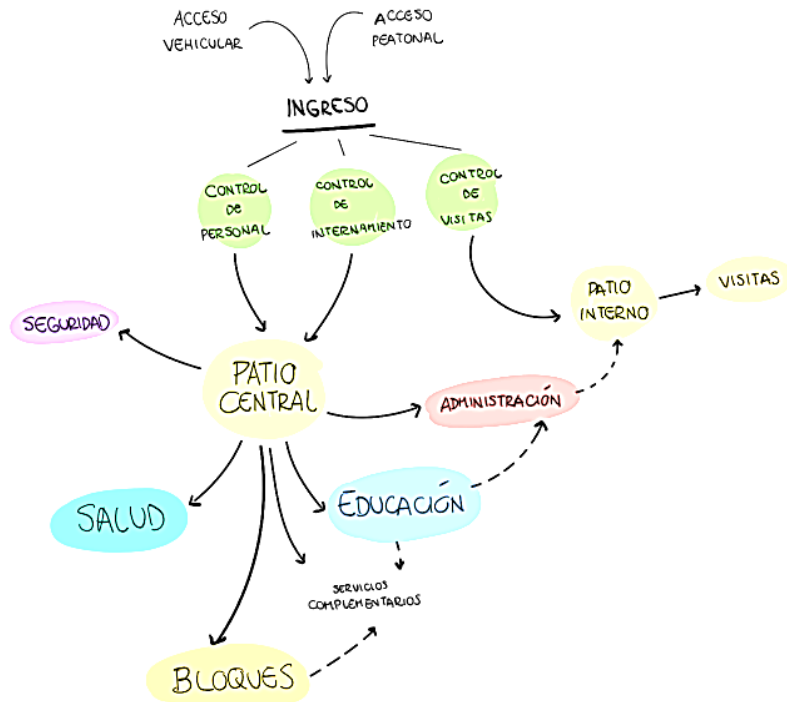 ACCESO
VEHICULAR
ACCESO
PEATONAL
INGRESO
CONTROL
DE
PERSONAL
CONTROL
DE
INTERNAMIENTO
CONTROL
DE
VISITAS
PATIO
INTERNO
VISITAS
SEGURIDAD
PATIO
CENTRAL
ADMINISTRACIÓN
SALUD
EDUCACIÓN
SERVICIOS
COMPLEMENTARIOS
BLOQUES